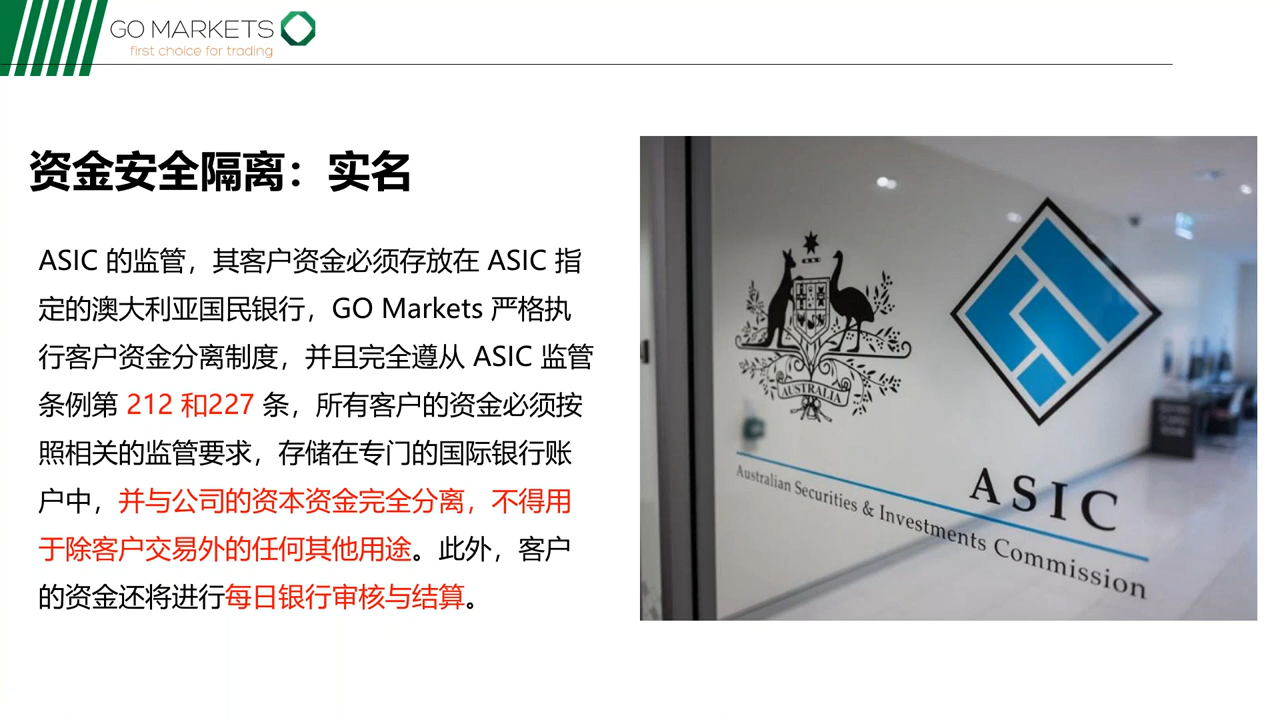 GO MARKETS
first choice for trading
资金安全隔离：实名
ASIC 的监管，其客户资金必须存放在 ASIC 指
定的澳大利亚国民银行，GO Markets 严格执
行客户资金分离制度，并且完全遵从 ASIC 监管
条例第 212 和227 条，所有客户的资金必须按
照相关的监管要求，存储在专门的国际银行账
户中，并与公司的资本资金完全分离，不得用
于除客户交易外的任何其他用途。此外，客户
的资金还将进行每日银行审核与结算。
AUSTRALIA
ASIC
Australian Securities & Investments Commission